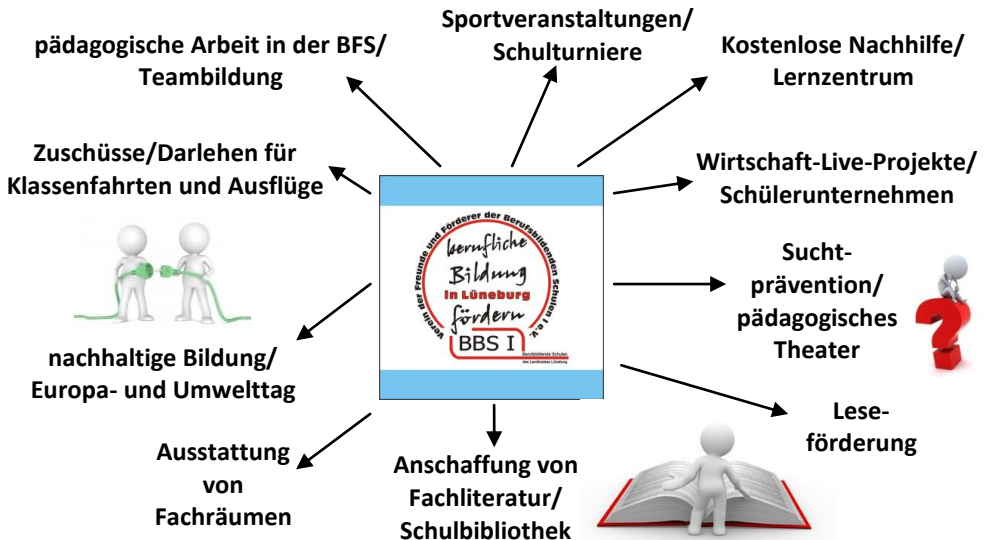 Sportveranstaltungen/
Schulturniere
pädagogische Arbeit in der BFS/
Teambildung
Kostenlose Nachhilfe/
Lernzentrum
Zuschüsse/Darlehen für
Klassenfahrten und Ausflüge
Wirtschaft-Live-Projekte/
Schülerunternehmen
Verein der Freunde und Förderer der Berufsbildenden Schulen I e.V.
berufliche
Bildung
in Lüneburg
fördern
BBS I
Berufsbildende Schulen
des Landkreises Lüneburg
Sucht-
prävention/
pädagogisches
Theater
nachhaltige Bildung/
Europa- und Umwelttag
Lese-
förderung
Ausstattung
von
Fachräumen
Anschaffung von
Fachliteratur/
Schulbibliothek